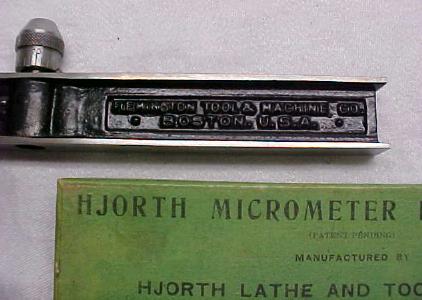 REMINGTON TOOL & MACHINE CO.
BOSTON. U.S.A.
HJORTH MICROMETER
(PATENT PENDING)
MANUFACTURED BY
HJORTH LATHE AND TOO